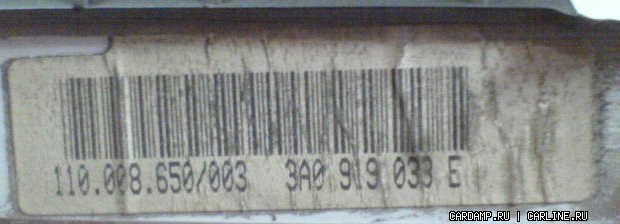 110.008.650/003 3A0 919 033 E
CARDAMP.RU | CARLINE.RU